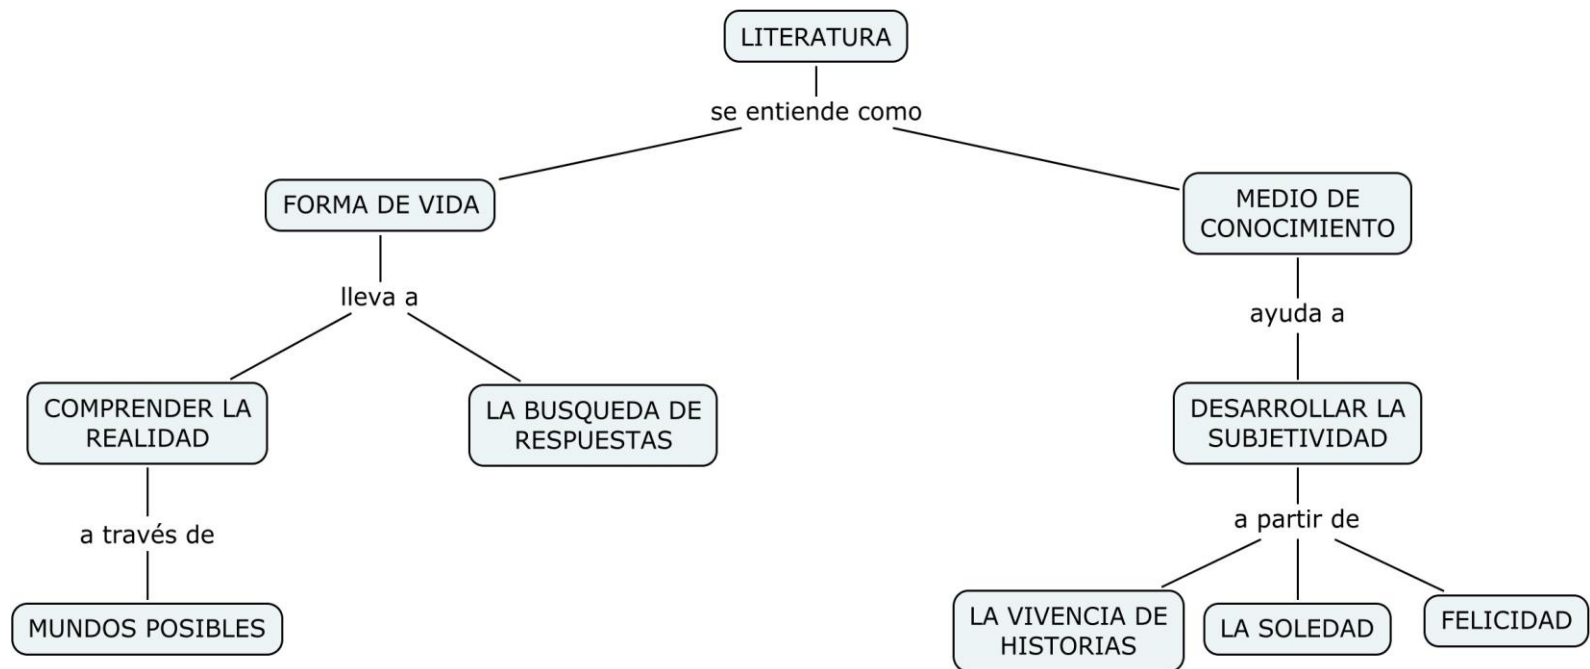 LITERATURA
se entiende como
FORMA DE VIDA
MEDIO DE
CONOCIMIENTO
lleva a
ayuda a
COMPRENDER LA
REALIDAD
LA BUSQUEDA DE
RESPUESTAS
DESARROLLAR LA
SUBJETIVIDAD
a través de
a partir de
MUNDOS POSIBLES
LA VIVENCIA DE
HISTORIAS
LA SOLEDAD
FELICIDAD